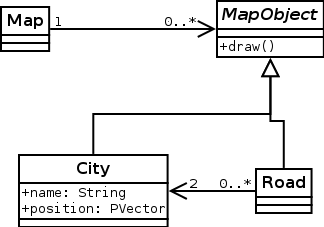 Map
1
0..*
MapObject
+draw()
City
+name: String
+position: PVector
2
0..*
Road